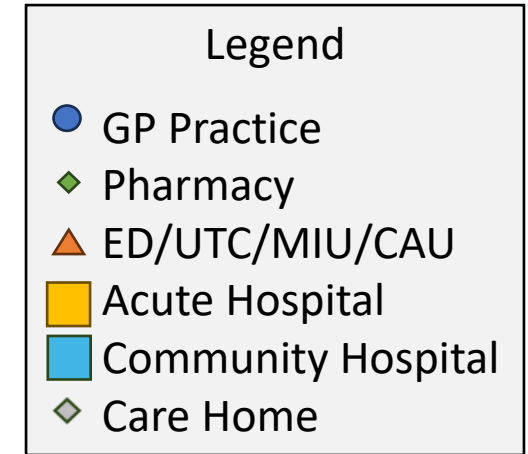 Legend
GP Practice
Pharmacy
ED/UTC/MIU/CAU
Acute Hospital
Community Hospital
Care Home